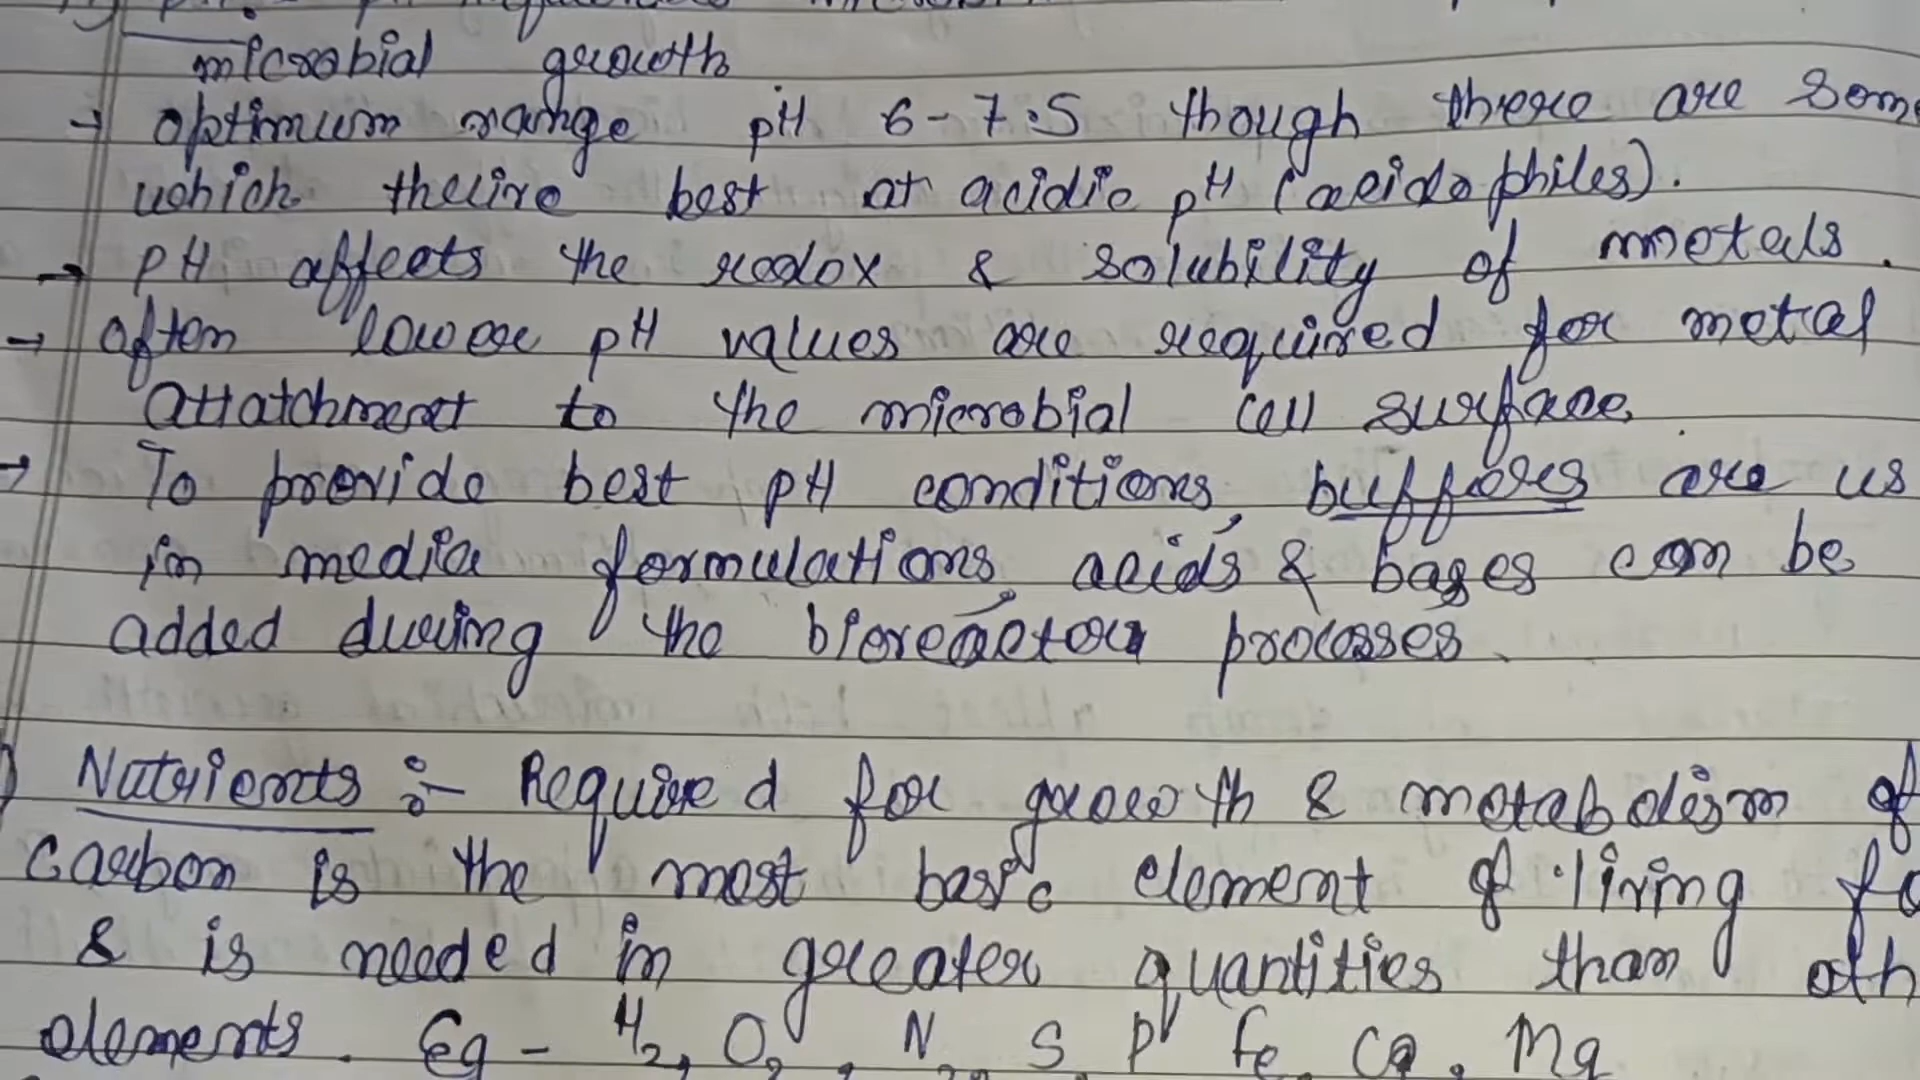 microbial growth
→ optimum range pH 6-7.5 though there are some
which theive best at acidic pH (acidophiles).
→ pH affects the redox & solubility of metals.
→ often lower pH values are required for metal
attatchment to the microbial cell surface
→ To provide best pH conditions, buffers are us
in media formulations, acids & bases can be
added during the bioreactor processes.
Nutrients :- Required for growth & metabolism of
Carbon is the most basic element of living fo
& is needed in greater quantities than oth
elements. Eg - H2, O2, N2, S, P Fe, Ca, Mg